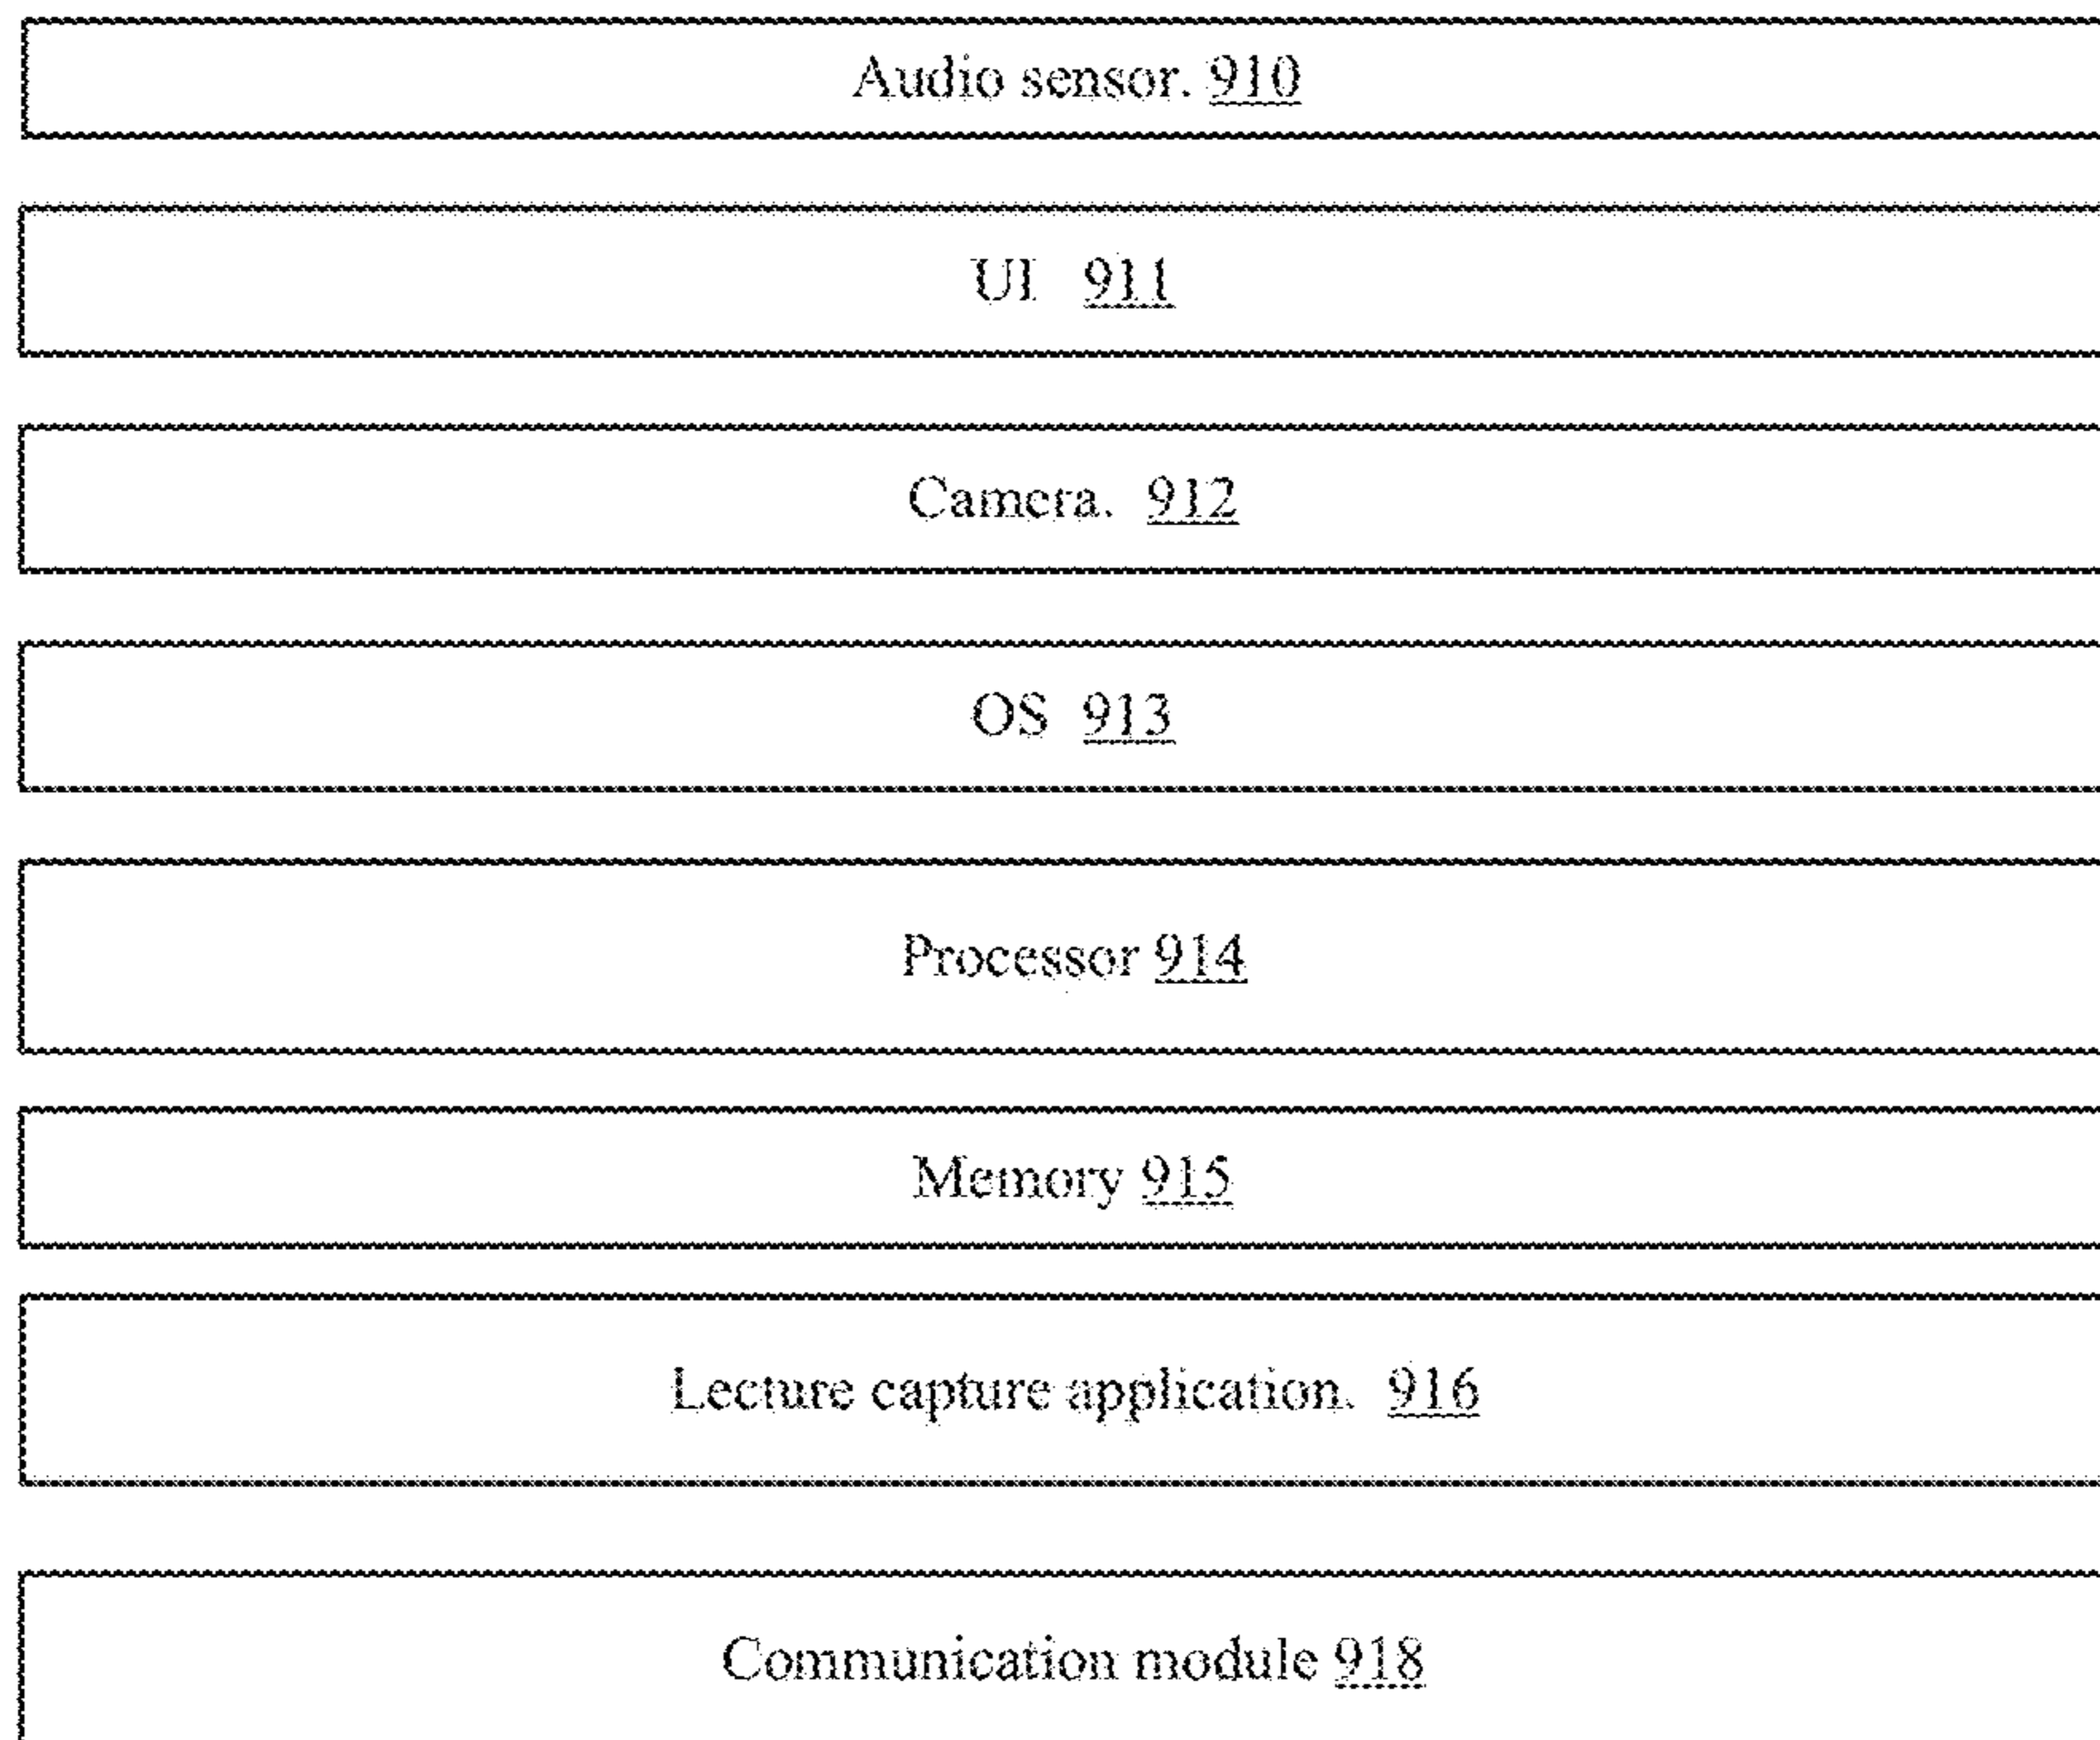 Audio sensor. 910
UI 911
Camera. 912
OS 913
Processor 914
Memory 915
Lecture capture application. 916
Communication module 918